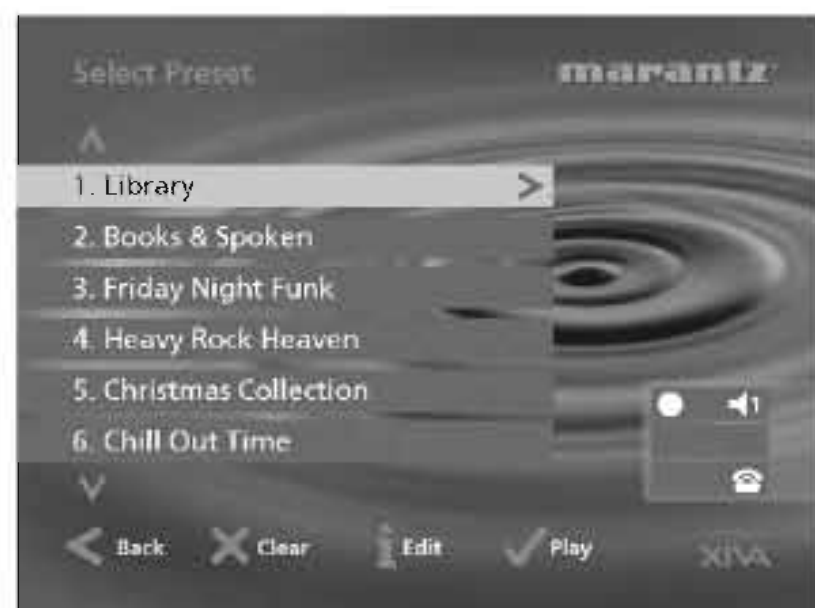 Select Preset
marantz
1. Library
2. Books & Spoken
3. Friday Night Funk
4. Heavy Rock Heaven
5. Christmas Collection
6. Chill Out Time
1
Back Clear Edit Play
XIVA